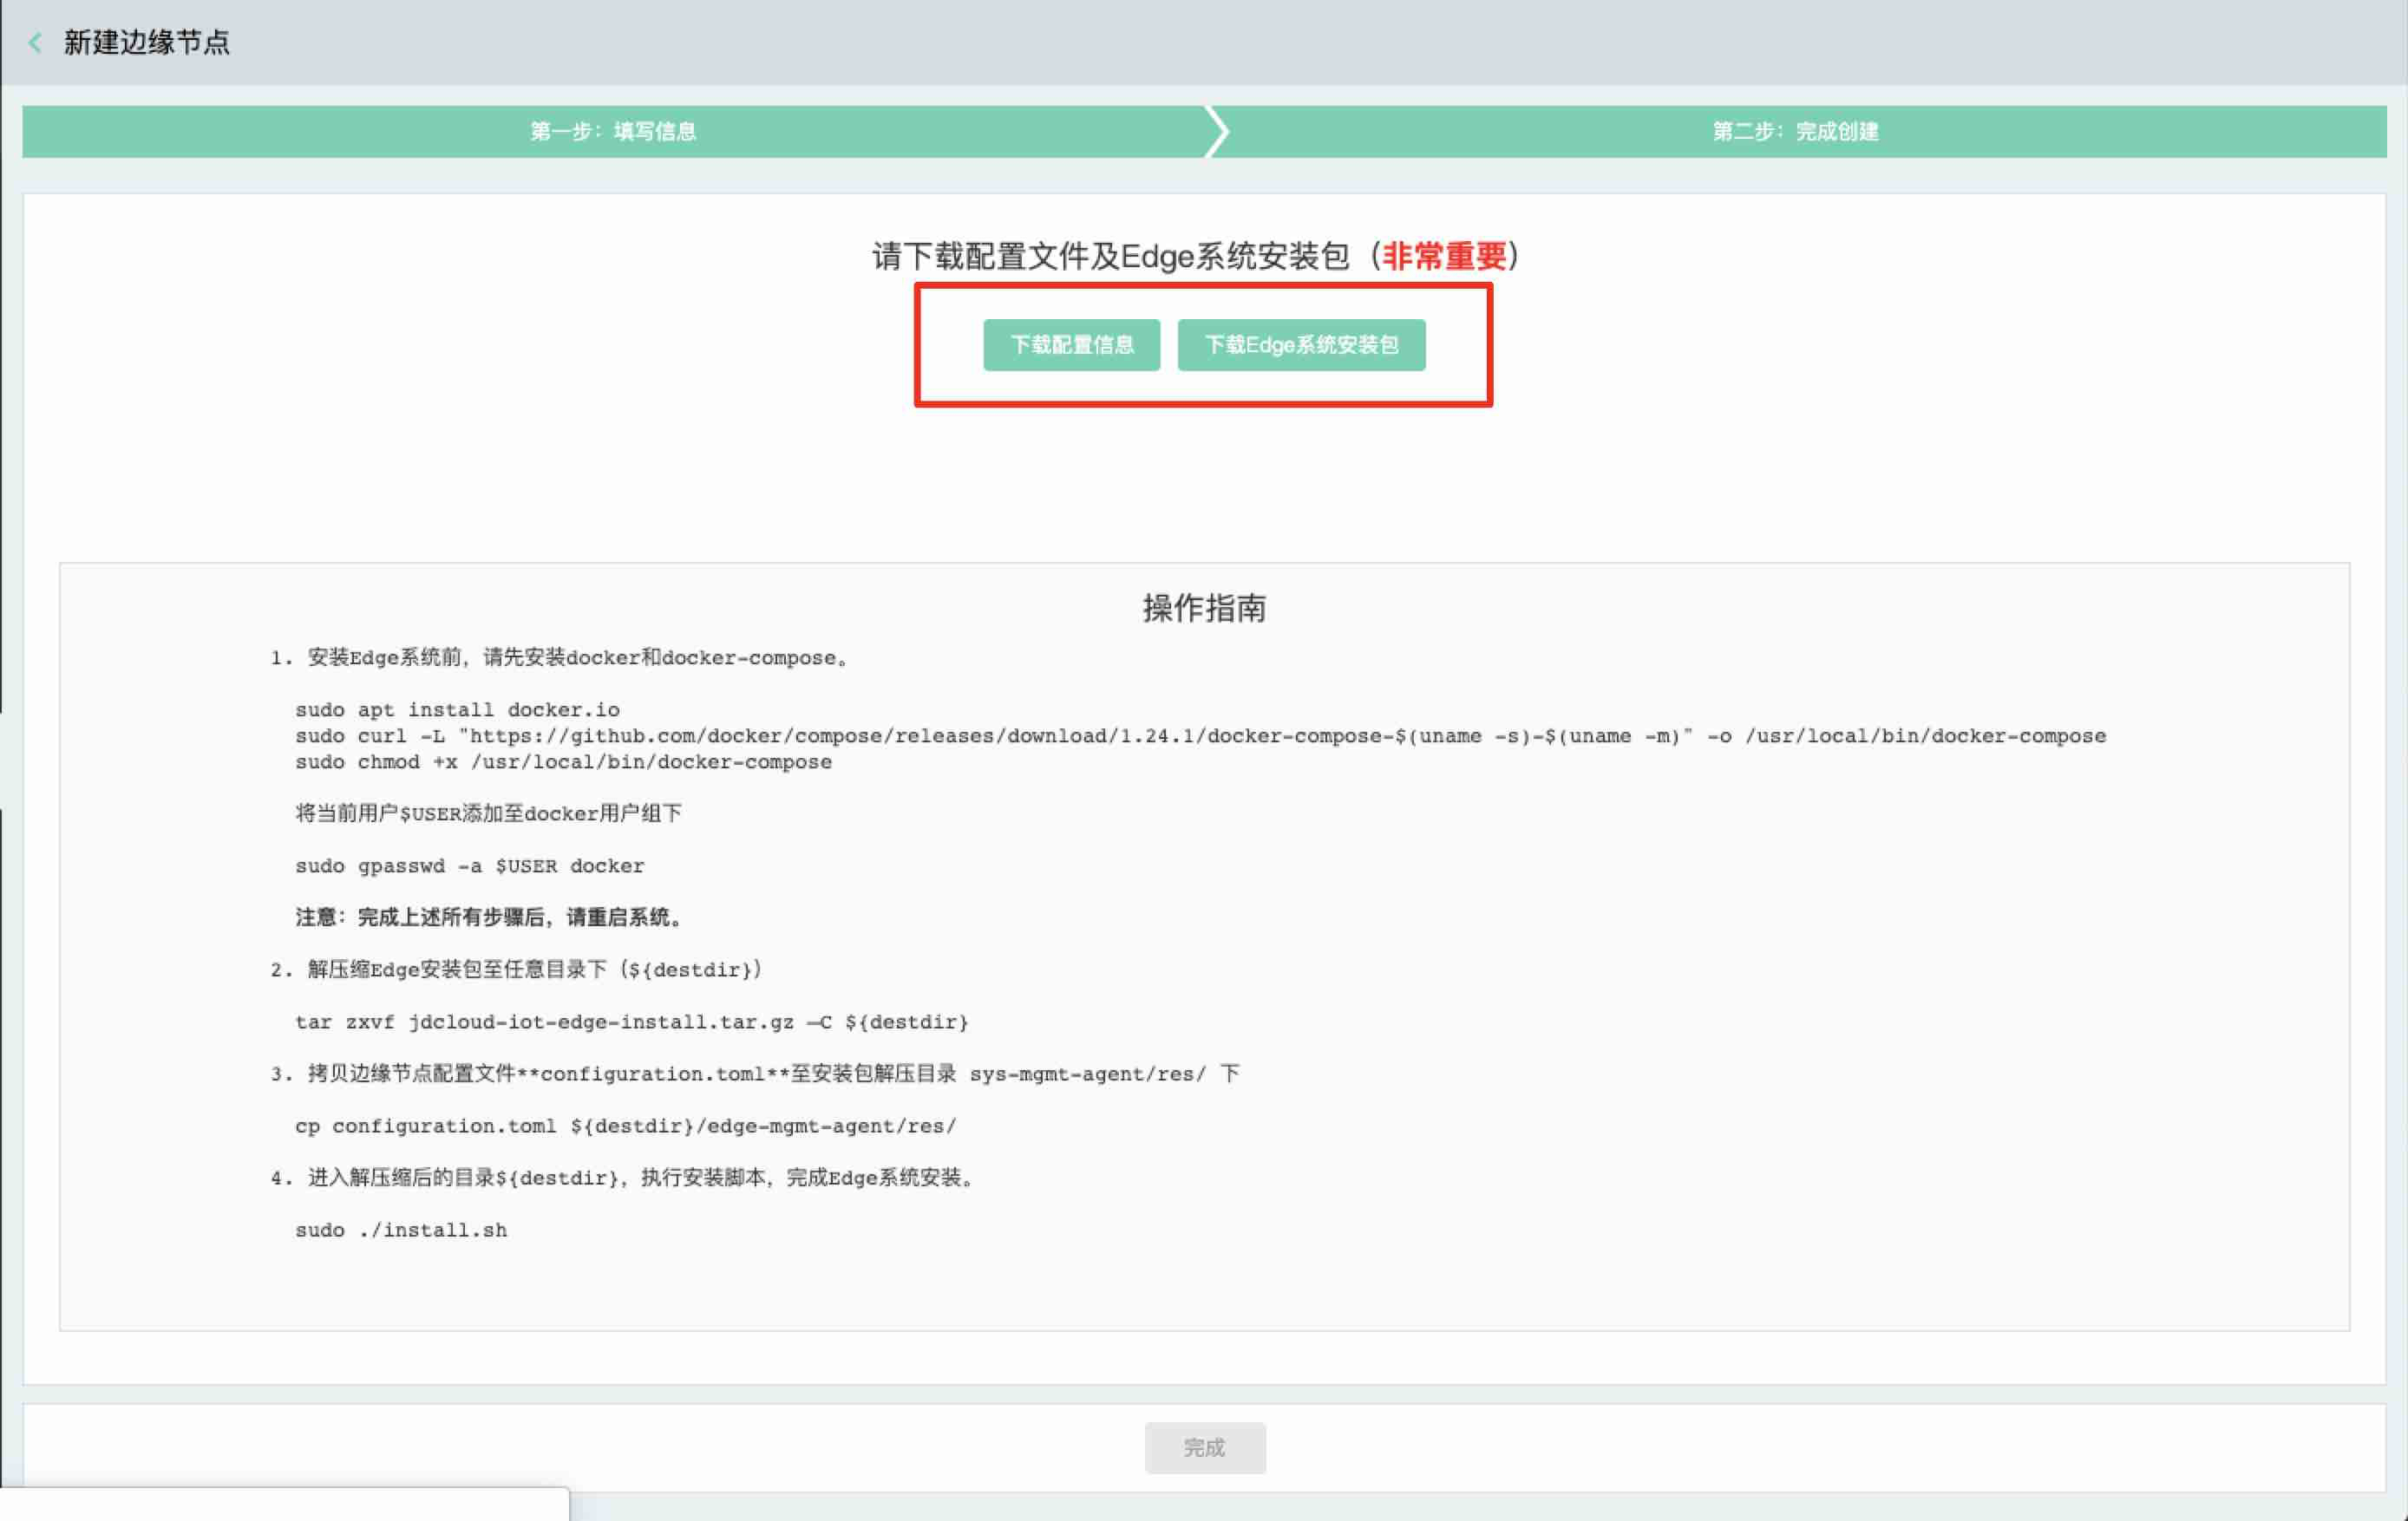 新建边缘节点
第一步：填写信息
第二步：完成创建
请下载配置文件及Edge系统安装包（非常重要）
下载配置信息
下载Edge系统安装包
操作指南
1. 安装Edge系统前，请先安装docker和docker-compose。
sudo apt install docker.io
sudo curl -L "https://github.com/docker/compose/releases/download/1.24.1/docker-compose-$(uname -s)-$(uname -m)" -o /usr/local/bin/docker-compose
sudo chmod +x /usr/local/bin/docker-compose
将当前用户$USER添加至docker用户组下
sudo gpasswd -a $USER docker
注意：完成上述所有步骤后，请重启系统。
2. 解压缩Edge安装包至任意目录下（${destdir}）
tar zxvf jdcloud-iot-edge-install.tar.gz –C ${destdir}
3. 拷贝边缘节点配置文件**configuration.toml**至安装包解压目录 sys-mgmt-agent/res/ 下
cp configuration.toml ${destdir}/edge-mgmt-agent/res/
4. 进入解压缩后的目录${destdir}，执行安装脚本，完成Edge系统安装。
sudo ./install.sh
完成